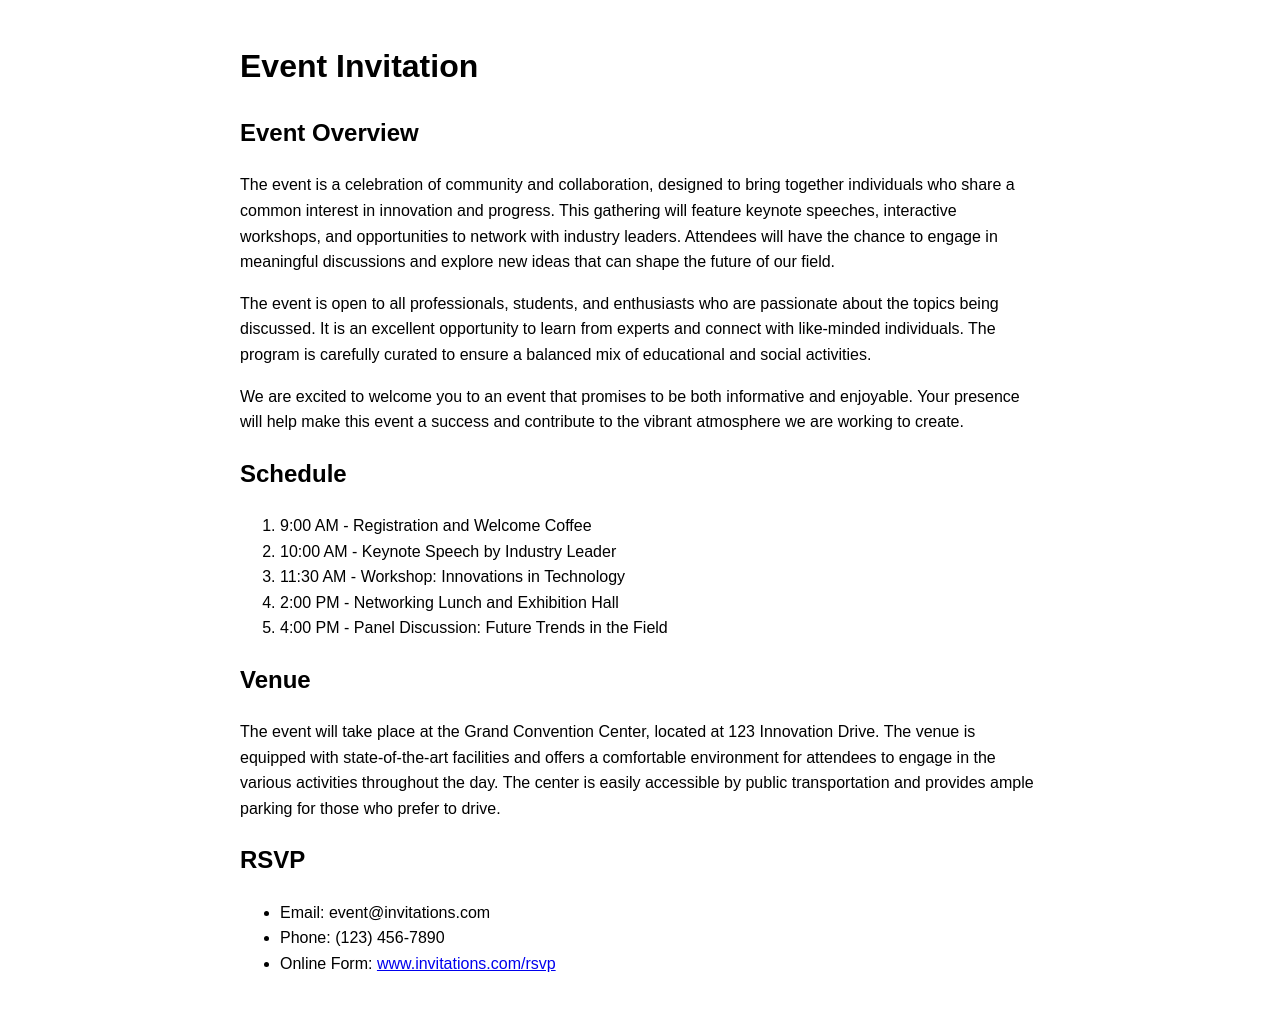 Event Invitation
Event Overview
The event is a celebration of community and collaboration, designed to bring together individuals who share a
common interest in innovation and progress. This gathering will feature keynote speeches, interactive
workshops, and opportunities to network with industry leaders. Attendees will have the chance to engage in
meaningful discussions and explore new ideas that can shape the future of our field.
The event is open to all professionals, students, and enthusiasts who are passionate about the topics being
discussed. It is an excellent opportunity to learn from experts and connect with like-minded individuals. The
program is carefully curated to ensure a balanced mix of educational and social activities.
We are excited to welcome you to an event that promises to be both informative and enjoyable. Your presence
will help make this event a success and contribute to the vibrant atmosphere we are working to create.
Schedule
1. 9:00 AM - Registration and Welcome Coffee
2. 10:00 AM - Keynote Speech by Industry Leader
3. 11:30 AM - Workshop: Innovations in Technology
4. 2:00 PM - Networking Lunch and Exhibition Hall
5. 4:00 PM - Panel Discussion: Future Trends in the Field
Venue
The event will take place at the Grand Convention Center, located at 123 Innovation Drive. The venue is
equipped with state-of-the-art facilities and offers a comfortable environment for attendees to engage in the
various activities throughout the day. The center is easily accessible by public transportation and provides ample
parking for those who prefer to drive.
RSVP
• Email: event@invitations.com
• Phone: (123) 456-7890
• Online Form: www.invitations.com/rsvp